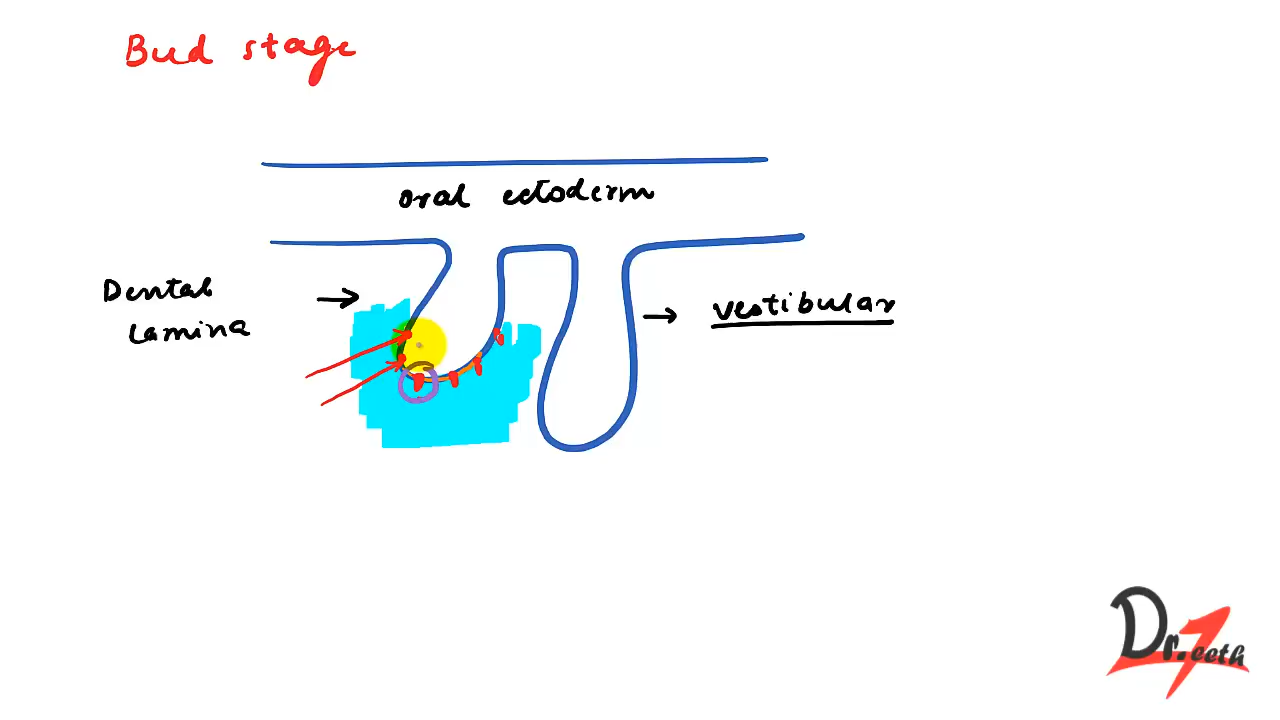 Bud stage
oral ectoderm
Dental
Lamina
vestibular
Dr.Teeth